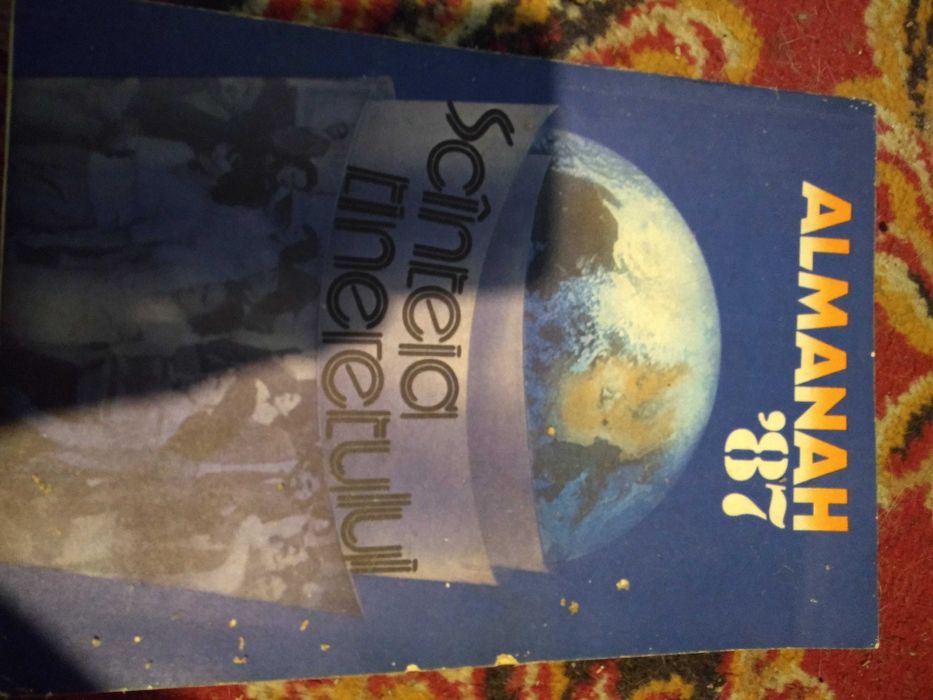 ALMANAH
'87
Scînteia
tineretului